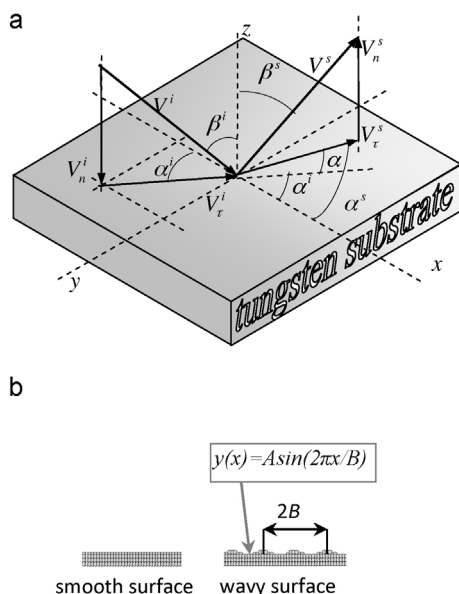 a
z
V^s
V_n^s
β^s
V^i
β^i
V_n^i
α^i
V_τ^i
V_τ^s
α
α^i
α^s
y
x
tungsten substrate
b
y(x)=Asin(2πx/B)
2B
smooth surface
wavy surface